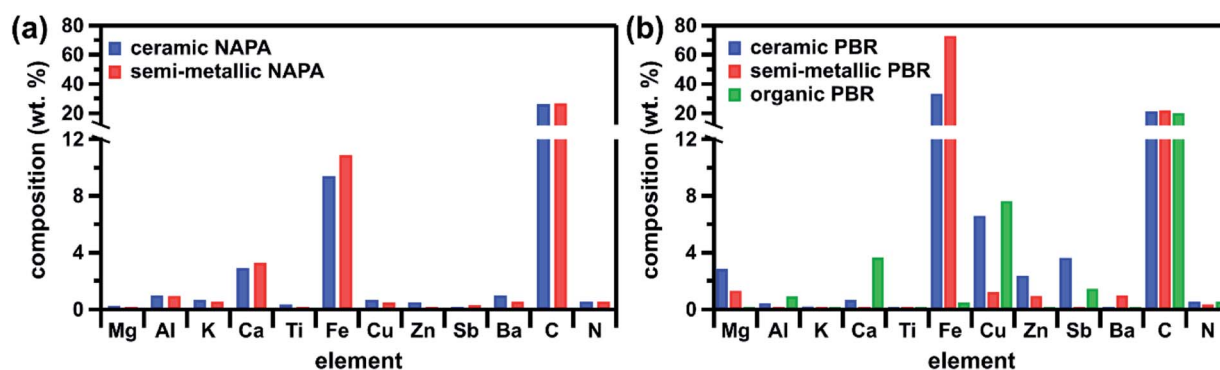 (a)
composition (wt. %)
80
60
40
20
12
8
4
0
ceramic NAPA
semi-metallic NAPA
Mg Al K Ca Ti Fe Cu Zn Sb Ba C N
element
(b)
composition (wt. %)
80
60
40
20
12
8
4
0
ceramic PBR
semi-metallic PBR
organic PBR
Mg Al K Ca Ti Fe Cu Zn Sb Ba C N
element